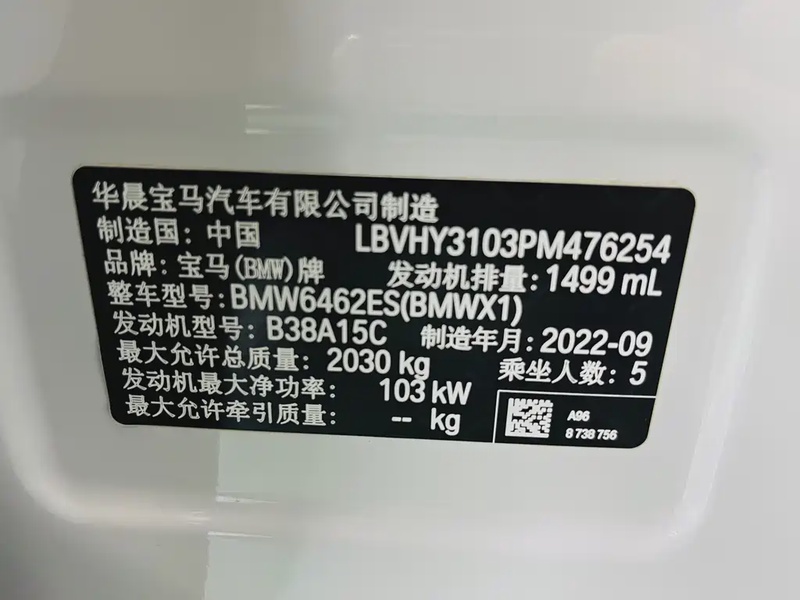 华晨宝马汽车有限公司制造
制造国：中国 LBVHY3103PM476254
品牌：宝马(BMW)牌 发动机排量：1499 mL
整车型号：BMW6462ES(BMWX1)
发动机型号：B38A15C 制造年月：2022-09
最大允许总质量：2030 kg 乘坐人数：5
发动机最大净功率：103 kW
最大允许牵引质量：-- kg
A96
8 738 756